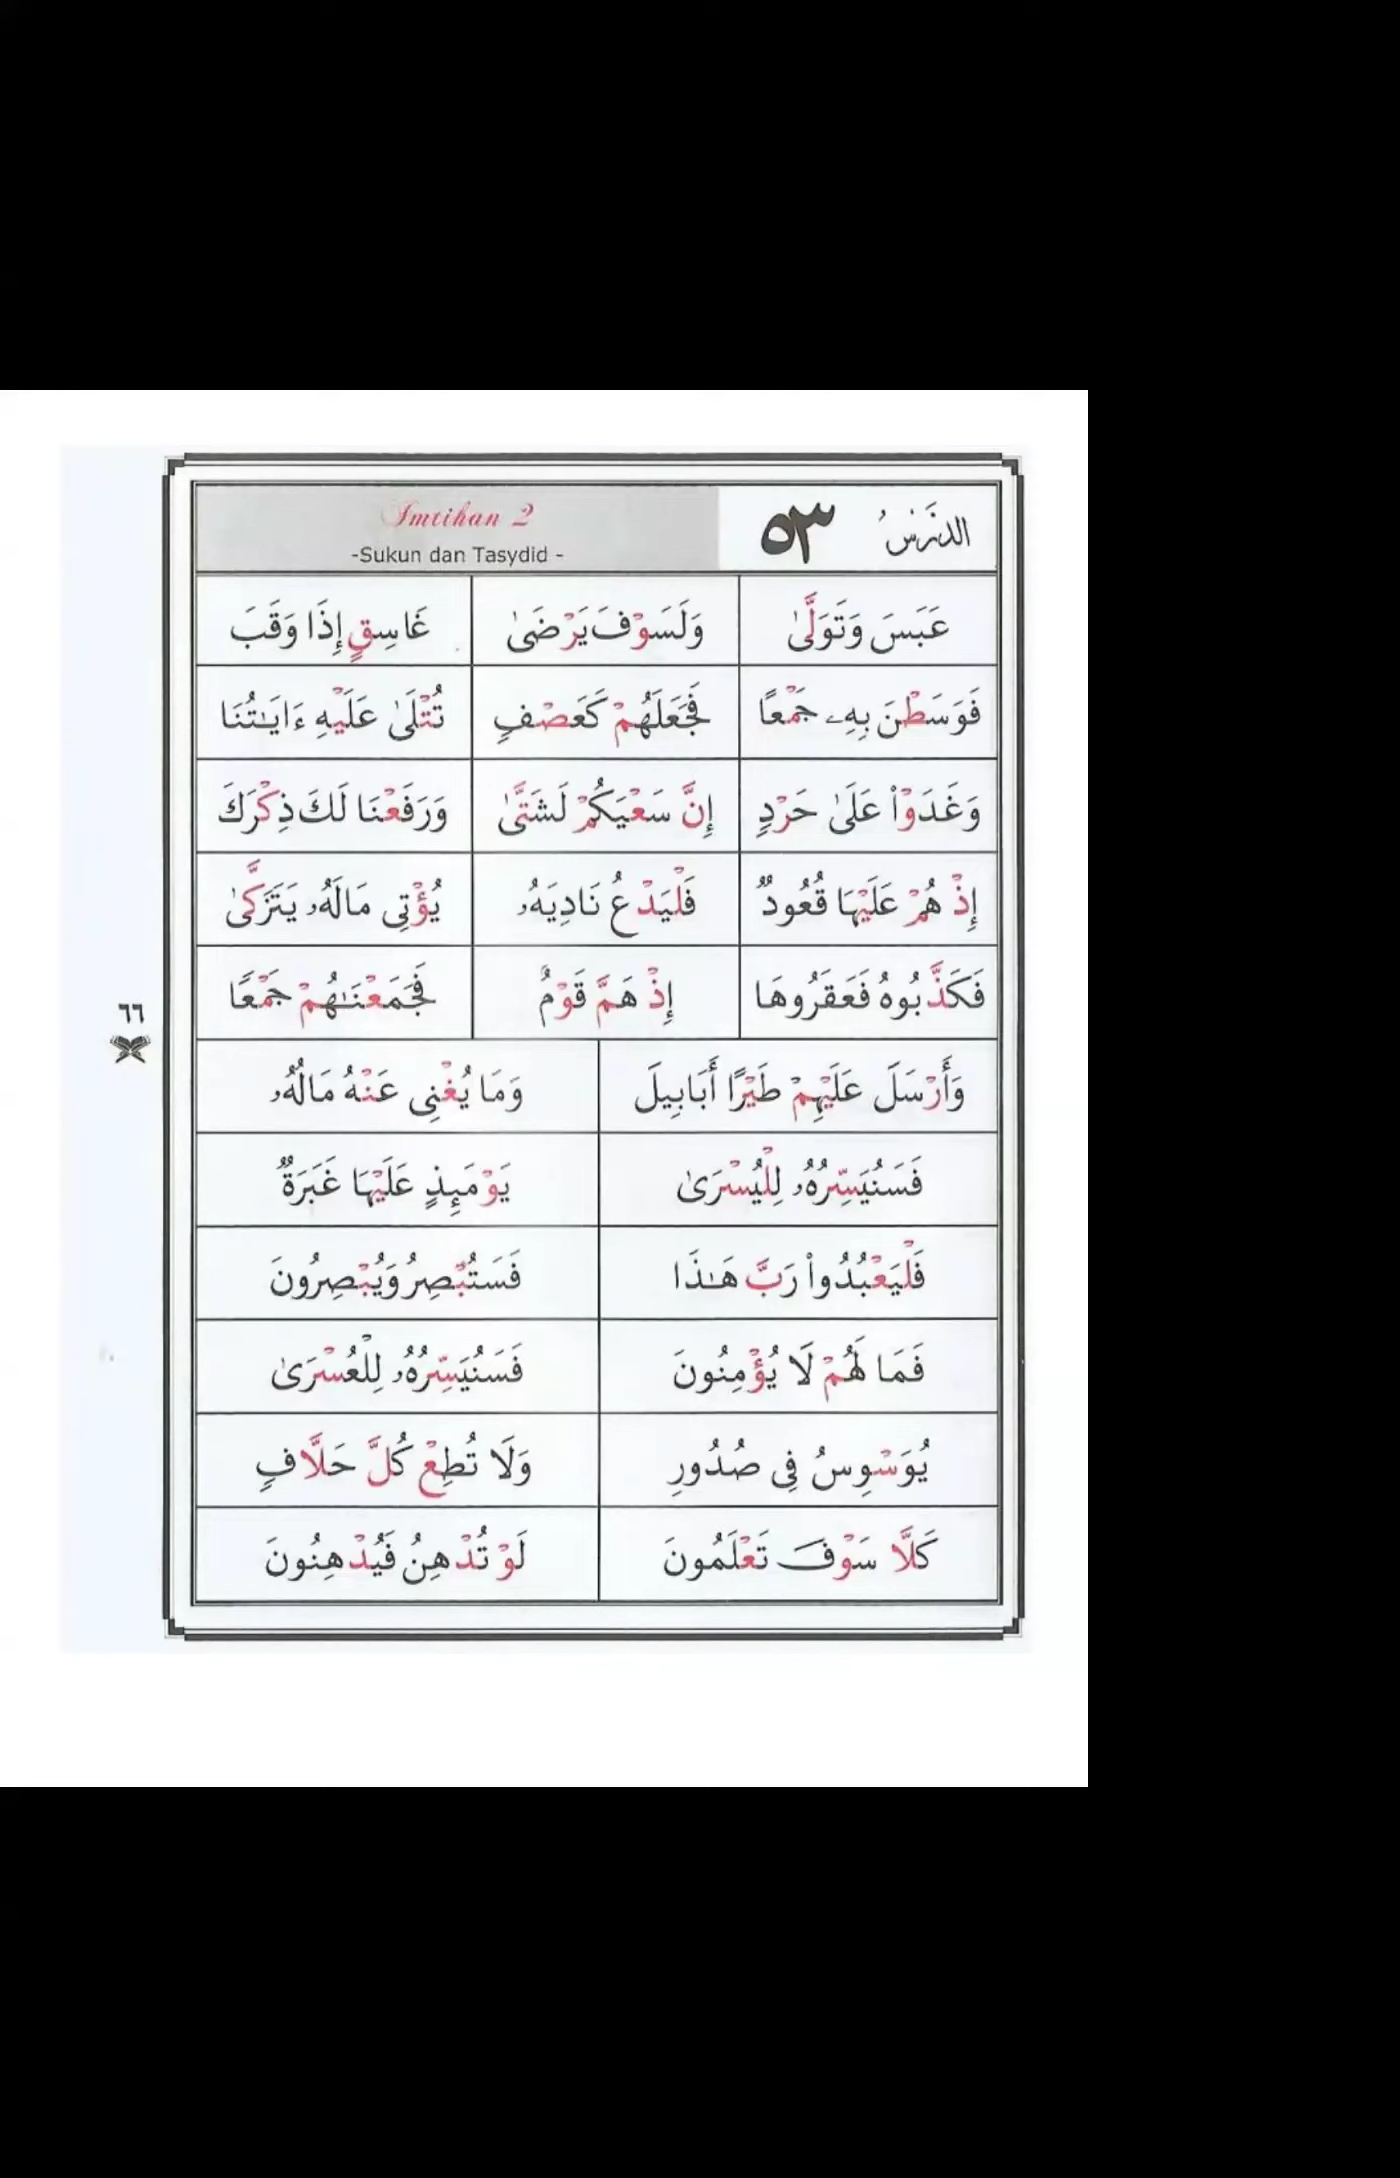 الدَّرْسُ ٥٣
Imtihan 2
-Sukun dan Tasydid -
عَبَسَ وَتَوَلَّىٰ
وَلَسَوْفَ يَرْضَىٰ
غَاسِقٍ إِذَا وَقَبَ
فَوَسَطْنَ بِهِۦ جَمْعًا
فَجَعَلَهُمْ كَعَصْفٍ
تُتْلَىٰ عَلَيْهِ ءَايَـٰتُنَا
وَغَدَوْا۟ عَلَىٰ حَرْدٍ
إِنَّ سَعْيَكُمْ لَشَتَّىٰ
وَرَفَعْنَا لَكَ ذِكْرَكَ
إِذْ هُمْ عَلَيْهَا قُعُودٌ
فَلْيَدْعُ نَادِيَهُۥ
يُؤْتِى مَالَهُۥ يَتَزَكَّىٰ
فَكَذَّبُوهُ فَعَقَرُوهَا
إِذْ هَمَّ قَوْمٌ
فَجَمَعْنَـٰهُمْ جَمْعًا
وَأَرْسَلَ عَلَيْهِمْ طَيْرًا أَبَابِيلَ
وَمَا يُغْنِى عَنْهُ مَالُهُۥ
فَسَنُيَسِّرُهُۥ لِلْيُسْرَىٰ
يَوْمَئِذٍ عَلَيْهَا غَبَرَةٌ
فَلْيَعْبُدُوا۟ رَبَّ هَـٰذَا
فَسَتُبْصِرُ وَيُبْصِرُونَ
فَمَا لَهُمْ لَا يُؤْمِنُونَ
فَسَنُيَسِّرُهُۥ لِلْعُسْرَىٰ
يُوَسْوِسُ فِى صُدُورِ
وَلَا تُطِعْ كُلَّ حَلَّافٍ
كَلَّا سَوْفَ تَعْلَمُونَ
لَوْ تُدْهِنُ فَيُدْهِنُونَ
٦٦